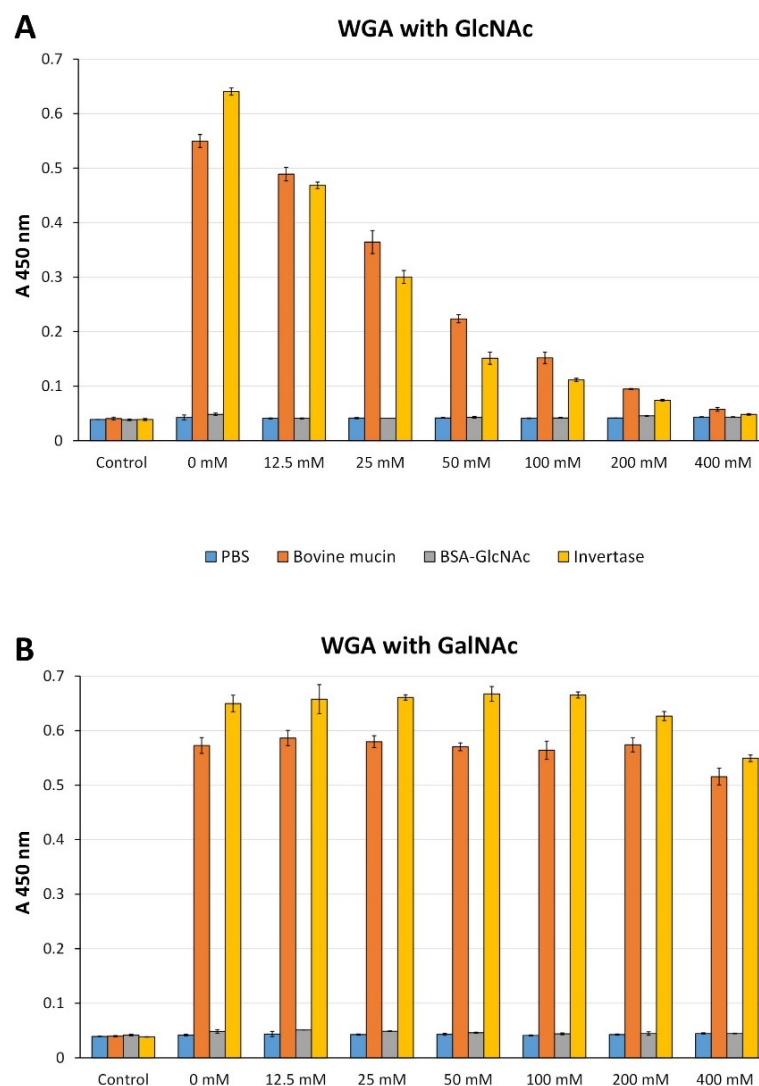 A
WGA with GlcNAc
A 450 nm
0.7
0.6
0.5
0.4
0.3
0.2
0.1
0
Control 0 mM 12.5 mM 25 mM 50 mM 100 mM 200 mM 400 mM
PBS Bovine mucin BSA-GlcNAc Invertase
B
WGA with GalNAc
A 450 nm
0.7
0.6
0.5
0.4
0.3
0.2
0.1
0
Control 0 mM 12.5 mM 25 mM 50 mM 100 mM 200 mM 400 mM